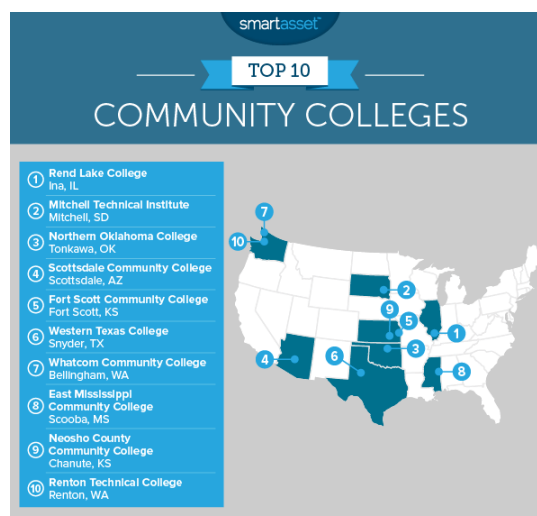 smartasset™
TOP 10
COMMUNITY COLLEGES
1 Rend Lake College
Ina, IL
2 Mitchell Technical Institute
Mitchell, SD
3 Northern Oklahoma College
Tonkawa, OK
4 Scottsdale Community College
Scottsdale, AZ
5 Fort Scott Community College
Fort Scott, KS
6 Western Texas College
Snyder, TX
7 Whatcom Community College
Bellingham, WA
8 East Mississippi
Community College
Scooba, MS
9 Neosho County
Community College
Chanute, KS
10 Renton Technical College
Renton, WA
7
10
2
9
5
1
3
4
6
8